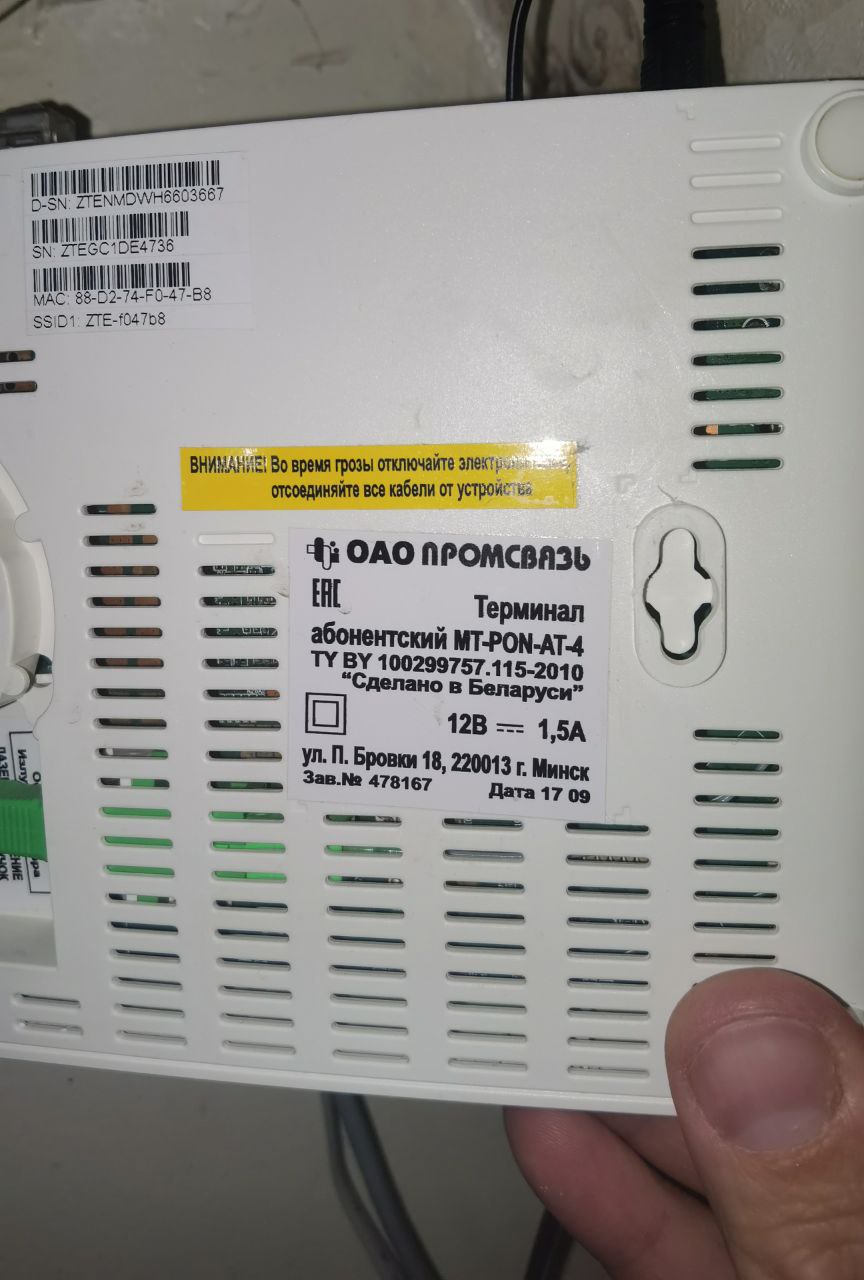 D-SN: ZTENMDWH6603667
SN: ZTEGC1DE4736
MAC: 88-D2-74-F0-47-B8
SSID1: ZTE-f047b8
ВНИМАНИЕ! Во время грозы отключайте
отсоединяйте все кабели от устройства
ОАО ПРОМСВЯЗЬ
EAC
Терминал
абонентский MT-PON-AT-4
ТУ BY 100299757.115-2010
“Сделано в Беларуси”
12В 1,5А
ул. П. Бровки 18, 220013 г. Минск
Зав.№ 478167 Дата 17 09